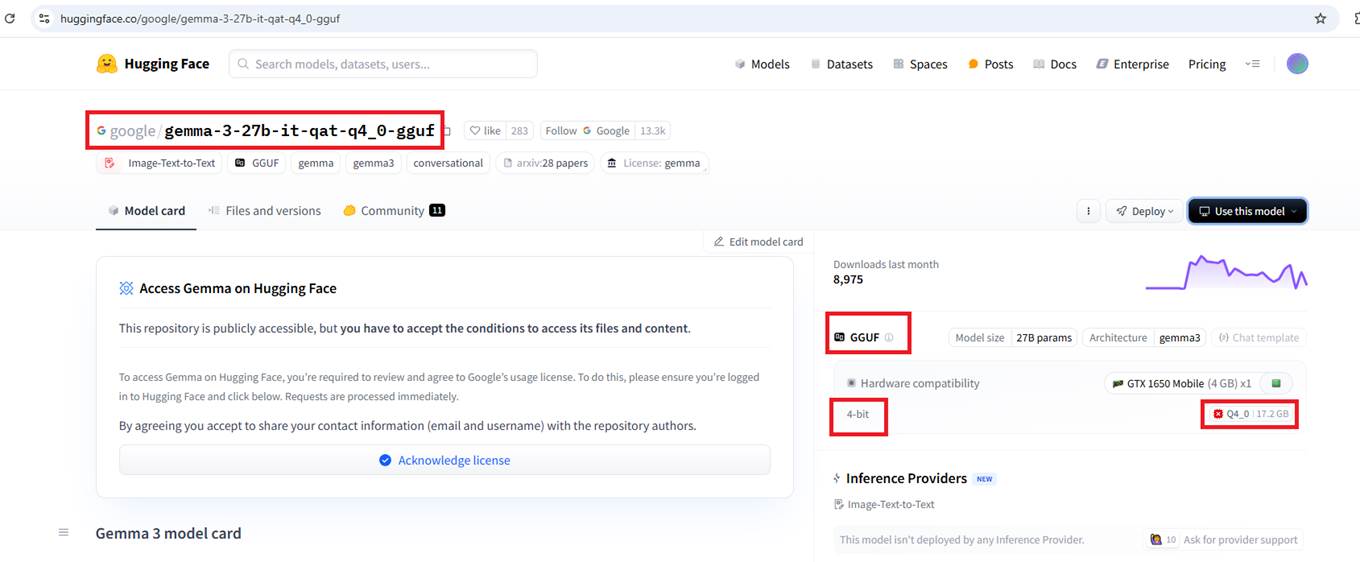 huggingface.co/google/gemma-3-27b-it-qat-q4_0-gguf
Hugging Face Search models, datasets, users... Models Datasets Spaces Posts Docs Enterprise Pricing
google/gemma-3-27b-it-qat-q4_0-gguf like 283 Follow Google 13.3k
Image-Text-to-Text GGUF gemma gemma3 conversational arxiv:28 papers License: gemma
Model card Files and versions Community 11 Deploy Use this model
Edit model card
Access Gemma on Hugging Face
This repository is publicly accessible, but you have to accept the conditions to access its files and content.
To access Gemma on Hugging Face, you're required to review and agree to Google's usage license. To do this, please ensure you're logged
in to Hugging Face and click below. Requests are processed immediately.
By agreeing you accept to share your contact information (email and username) with the repository authors.
Acknowledge license
Gemma 3 model card
Downloads last month
8,975
GGUF Model size 27B params Architecture gemma3 Chat template
Hardware compatibility GTX 1650 Mobile (4 GB) x1
4-bit Q4_0 17.2 GB
Inference Providers NEW
Image-Text-to-Text
This model isn't deployed by any Inference Provider. 10 Ask for provider support